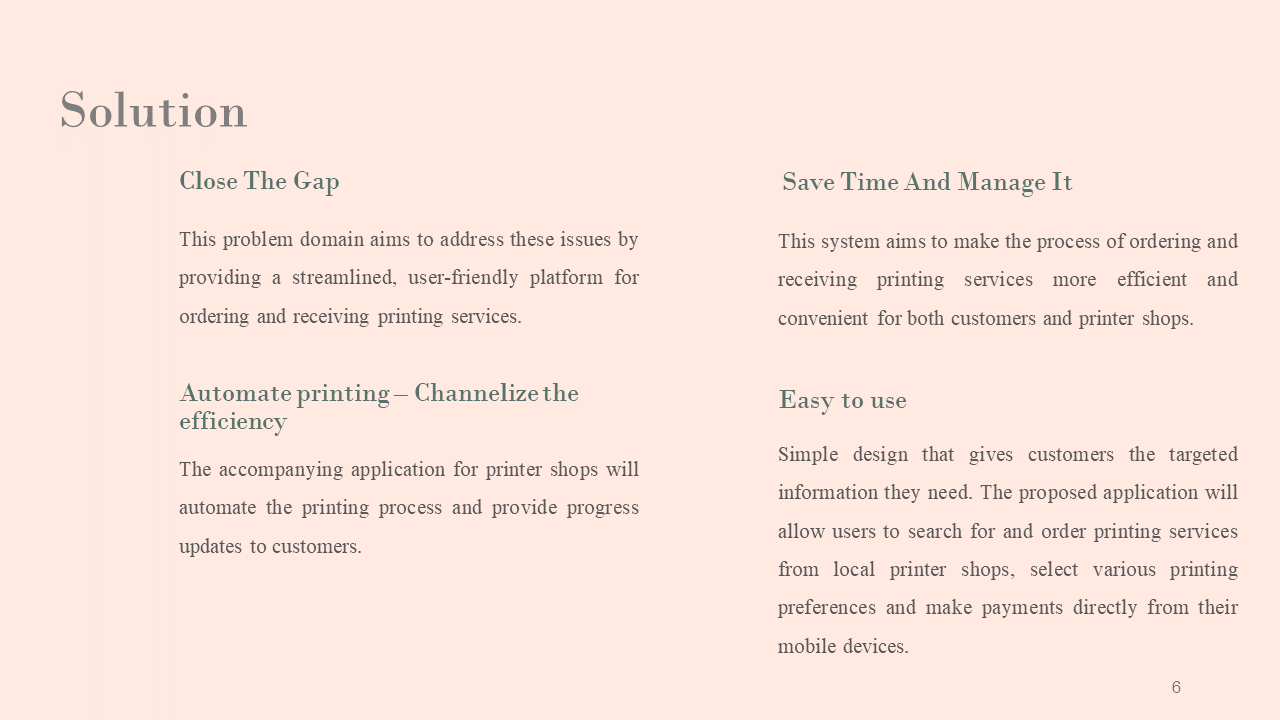 Solution
Close The Gap
This problem domain aims to address these issues by
providing a streamlined, user-friendly platform for
ordering and receiving printing services.
Automate printing – Channelize the
efficiency
The accompanying application for printer shops will
automate the printing process and provide progress
updates to customers.
Save Time And Manage It
This system aims to make the process of ordering and
receiving printing services more efficient and
convenient for both customers and printer shops.
Easy to use
Simple design that gives customers the targeted
information they need. The proposed application will
allow users to search for and order printing services
from local printer shops, select various printing
preferences and make payments directly from their
mobile devices.
6